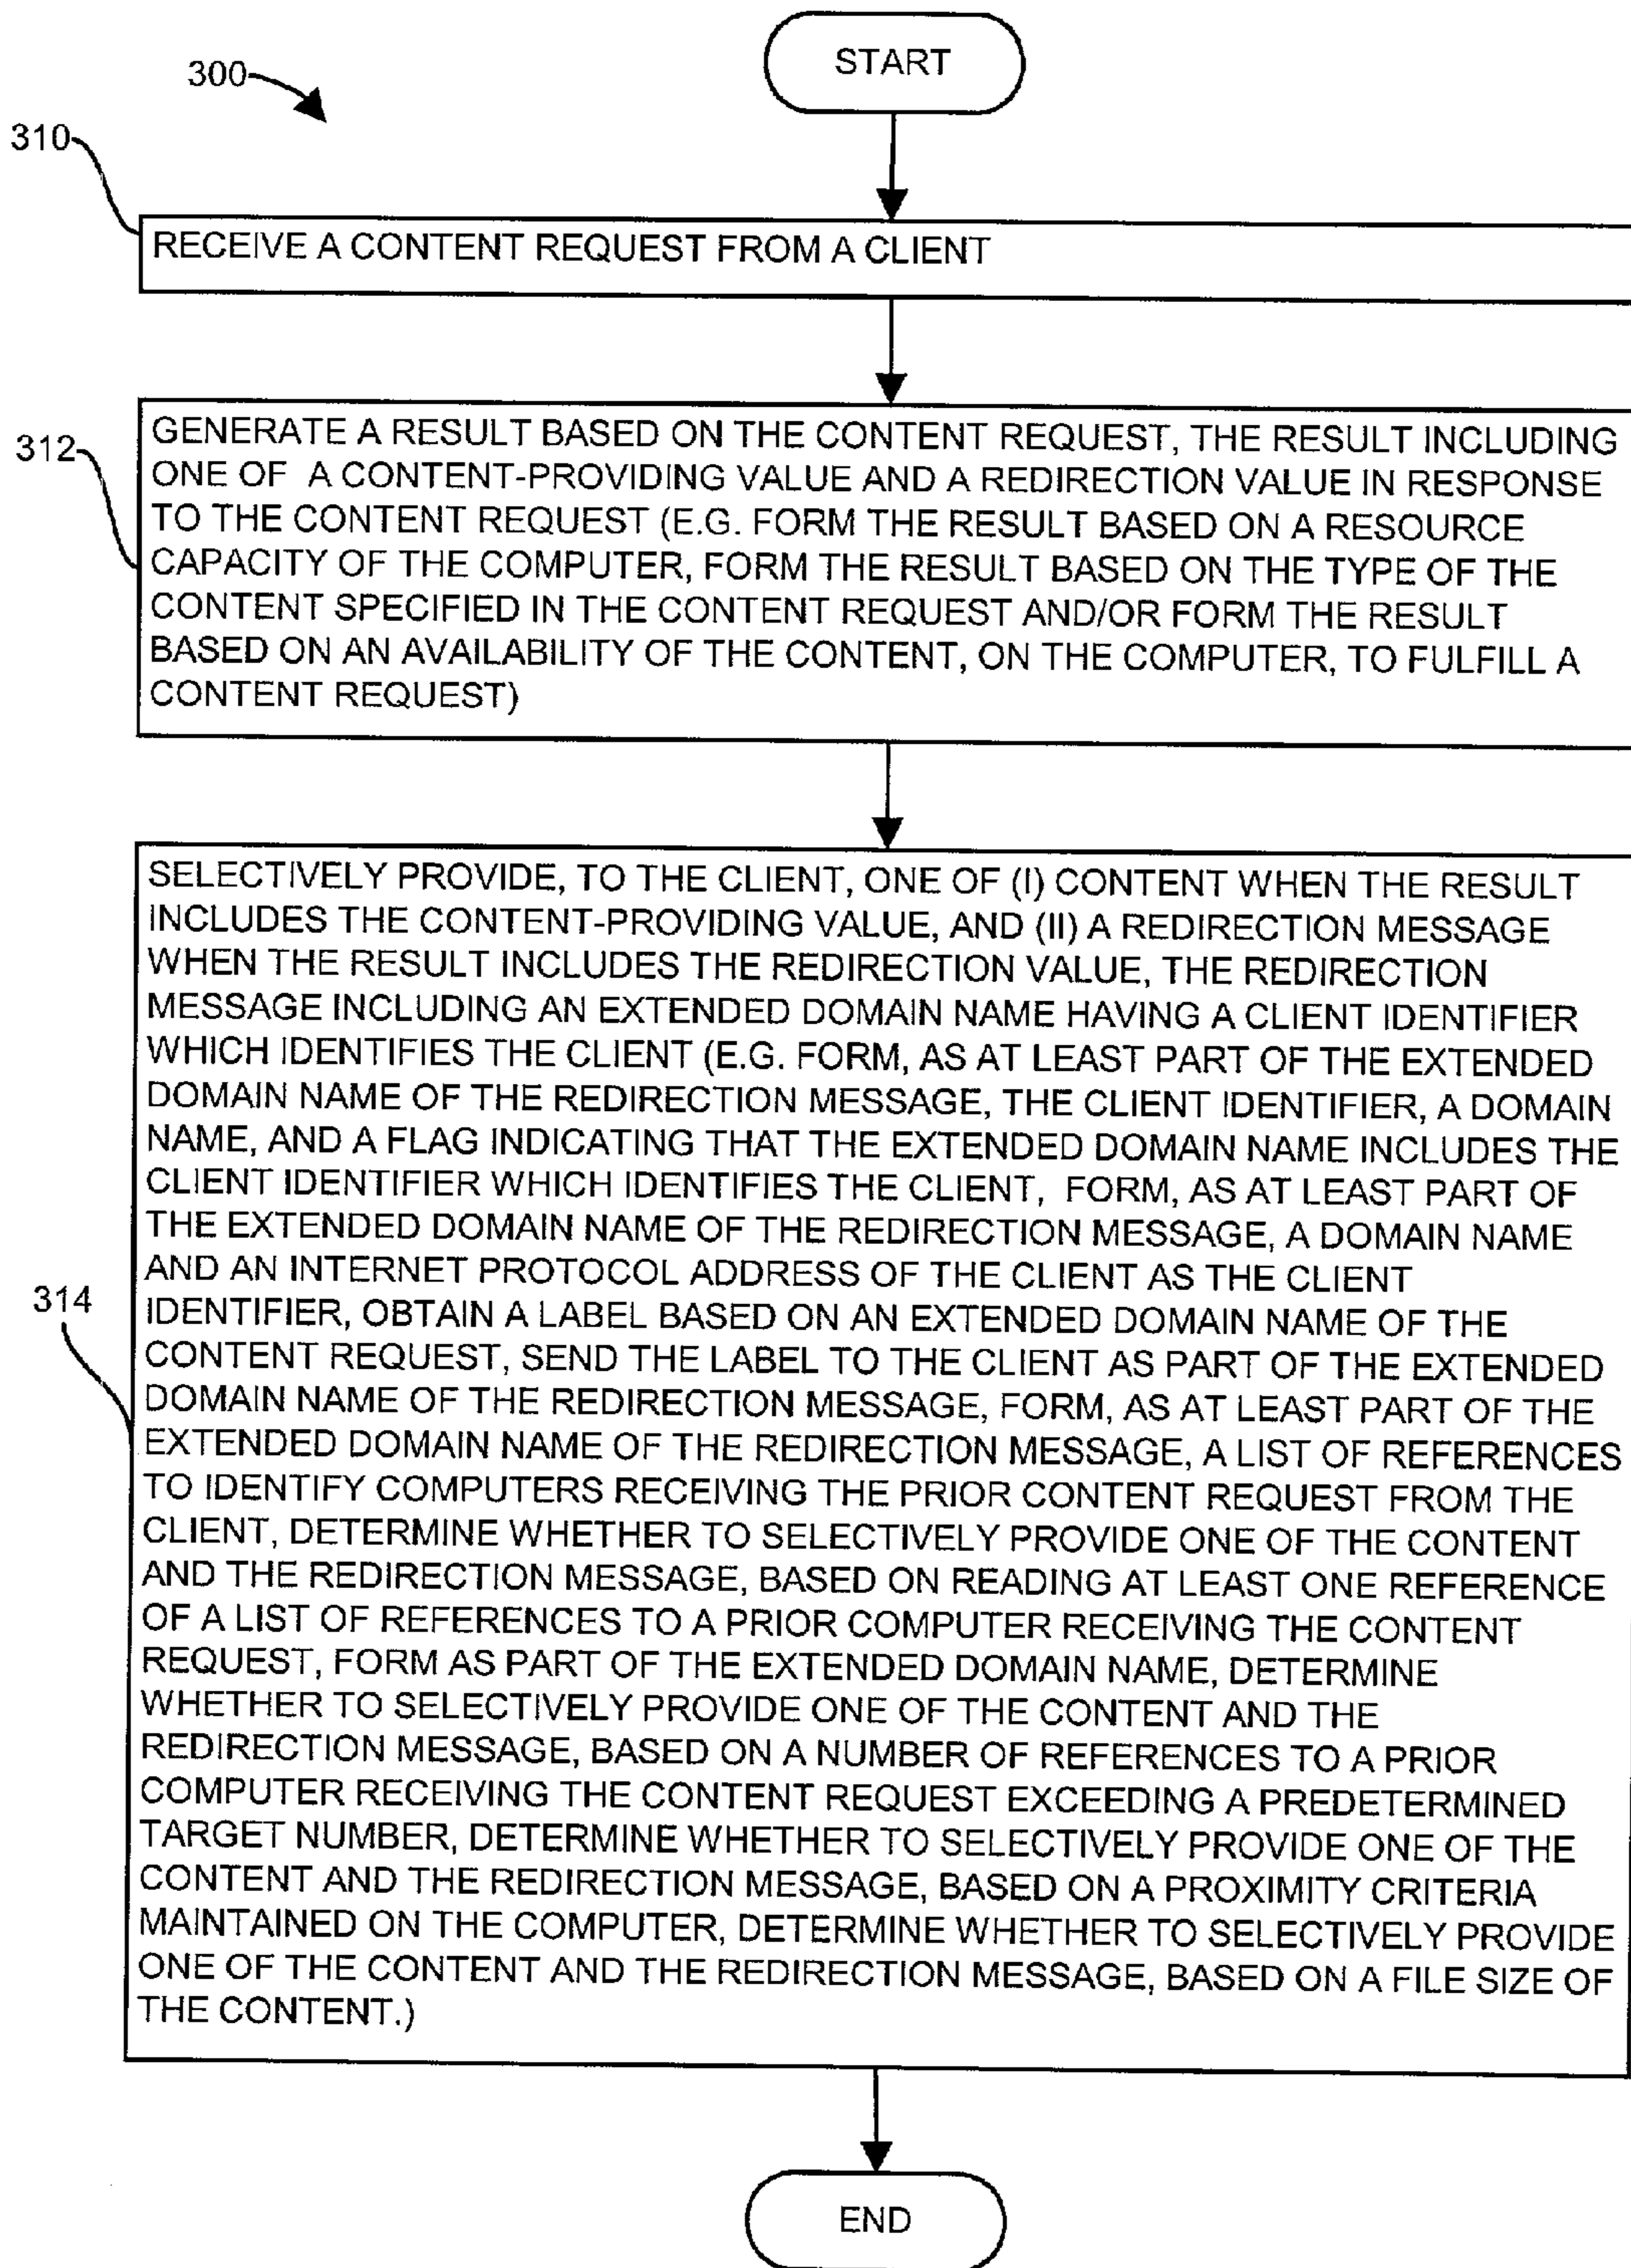 START
300
310
RECEIVE A CONTENT REQUEST FROM A CLIENT
312
GENERATE A RESULT BASED ON THE CONTENT REQUEST, THE RESULT INCLUDING
ONE OF A CONTENT-PROVIDING VALUE AND A REDIRECTION VALUE IN RESPONSE
TO THE CONTENT REQUEST (E.G. FORM THE RESULT BASED ON A RESOURCE
CAPACITY OF THE COMPUTER, FORM THE RESULT BASED ON THE TYPE OF THE
CONTENT SPECIFIED IN THE CONTENT REQUEST AND/OR FORM THE RESULT
BASED ON AN AVAILABILITY OF THE CONTENT, ON THE COMPUTER, TO FULFILL A
CONTENT REQUEST)
314
SELECTIVELY PROVIDE, TO THE CLIENT, ONE OF (I) CONTENT WHEN THE RESULT
INCLUDES THE CONTENT-PROVIDING VALUE, AND (II) A REDIRECTION MESSAGE
WHEN THE RESULT INCLUDES THE REDIRECTION VALUE, THE REDIRECTION
MESSAGE INCLUDING AN EXTENDED DOMAIN NAME HAVING A CLIENT IDENTIFIER
WHICH IDENTIFIES THE CLIENT (E.G. FORM, AS AT LEAST PART OF THE EXTENDED
DOMAIN NAME OF THE REDIRECTION MESSAGE, THE CLIENT IDENTIFIER, A DOMAIN
NAME, AND A FLAG INDICATING THAT THE EXTENDED DOMAIN NAME INCLUDES THE
CLIENT IDENTIFIER WHICH IDENTIFIES THE CLIENT, FORM, AS AT LEAST PART OF
THE EXTENDED DOMAIN NAME OF THE REDIRECTION MESSAGE, A DOMAIN NAME
AND AN INTERNET PROTOCOL ADDRESS OF THE CLIENT AS THE CLIENT
IDENTIFIER, OBTAIN A LABEL BASED ON AN EXTENDED DOMAIN NAME OF THE
CONTENT REQUEST, SEND THE LABEL TO THE CLIENT AS PART OF THE EXTENDED
DOMAIN NAME OF THE REDIRECTION MESSAGE, FORM, AS AT LEAST PART OF THE
EXTENDED DOMAIN NAME OF THE REDIRECTION MESSAGE, A LIST OF REFERENCES
TO IDENTIFY COMPUTERS RECEIVING THE PRIOR CONTENT REQUEST FROM THE
CLIENT, DETERMINE WHETHER TO SELECTIVELY PROVIDE ONE OF THE CONTENT
AND THE REDIRECTION MESSAGE, BASED ON READING AT LEAST ONE REFERENCE
OF A LIST OF REFERENCES TO A PRIOR COMPUTER RECEIVING THE CONTENT
REQUEST, FORM AS PART OF THE EXTENDED DOMAIN NAME, DETERMINE
WHETHER TO SELECTIVELY PROVIDE ONE OF THE CONTENT AND THE
REDIRECTION MESSAGE, BASED ON A NUMBER OF REFERENCES TO A PRIOR
COMPUTER RECEIVING THE CONTENT REQUEST EXCEEDING A PREDETERMINED
TARGET NUMBER, DETERMINE WHETHER TO SELECTIVELY PROVIDE ONE OF THE
CONTENT AND THE REDIRECTION MESSAGE, BASED ON A PROXIMITY CRITERIA
MAINTAINED ON THE COMPUTER, DETERMINE WHETHER TO SELECTIVELY PROVIDE
ONE OF THE CONTENT AND THE REDIRECTION MESSAGE, BASED ON A FILE SIZE OF
THE CONTENT.)
END